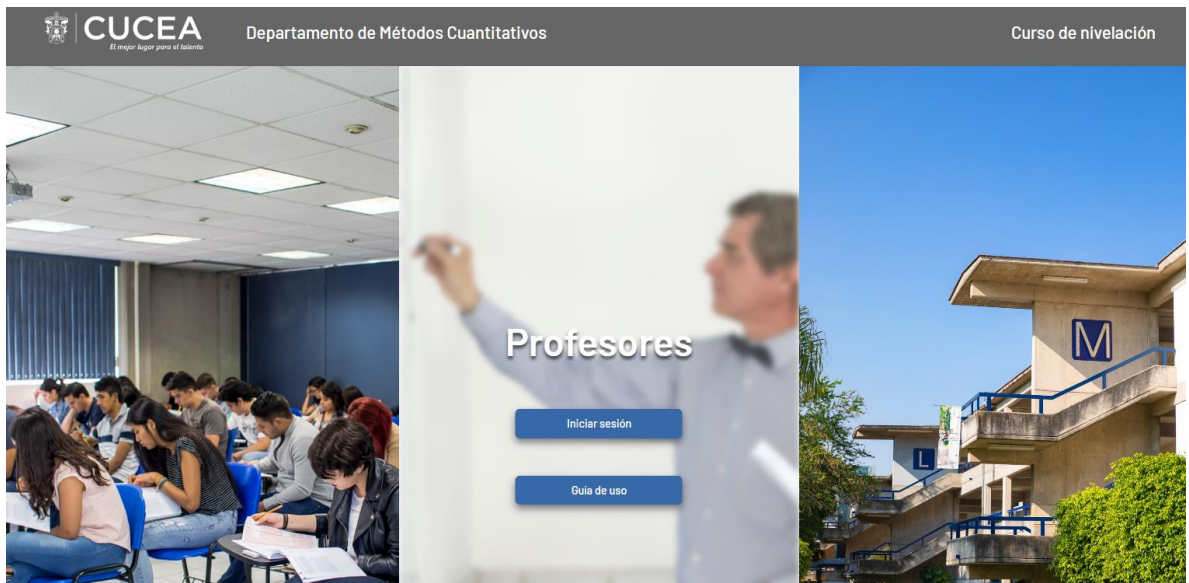 CUCEA
El mejor lugar para el talento
Departamento de Métodos Cuantitativos
Curso de nivelación
Profesores
Iniciar sesión
Guía de uso
M
L